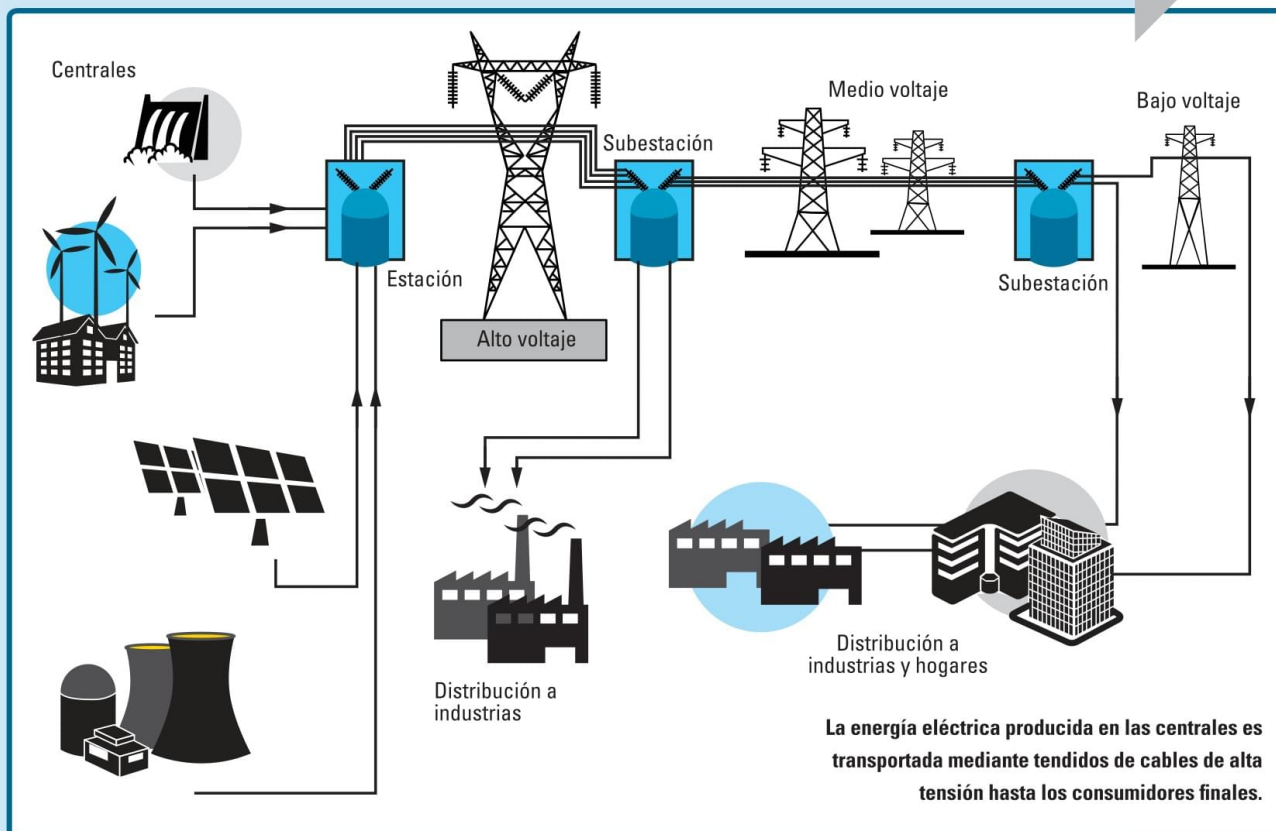 Centrales
Estación
Alto voltaje
Subestación
Medio voltaje
Subestación
Bajo voltaje
Distribución a
industrias
Distribución a
industrias y hogares
La energía eléctrica producida en las centrales es
transportada mediante tendidos de cables de alta
tensión hasta los consumidores finales.